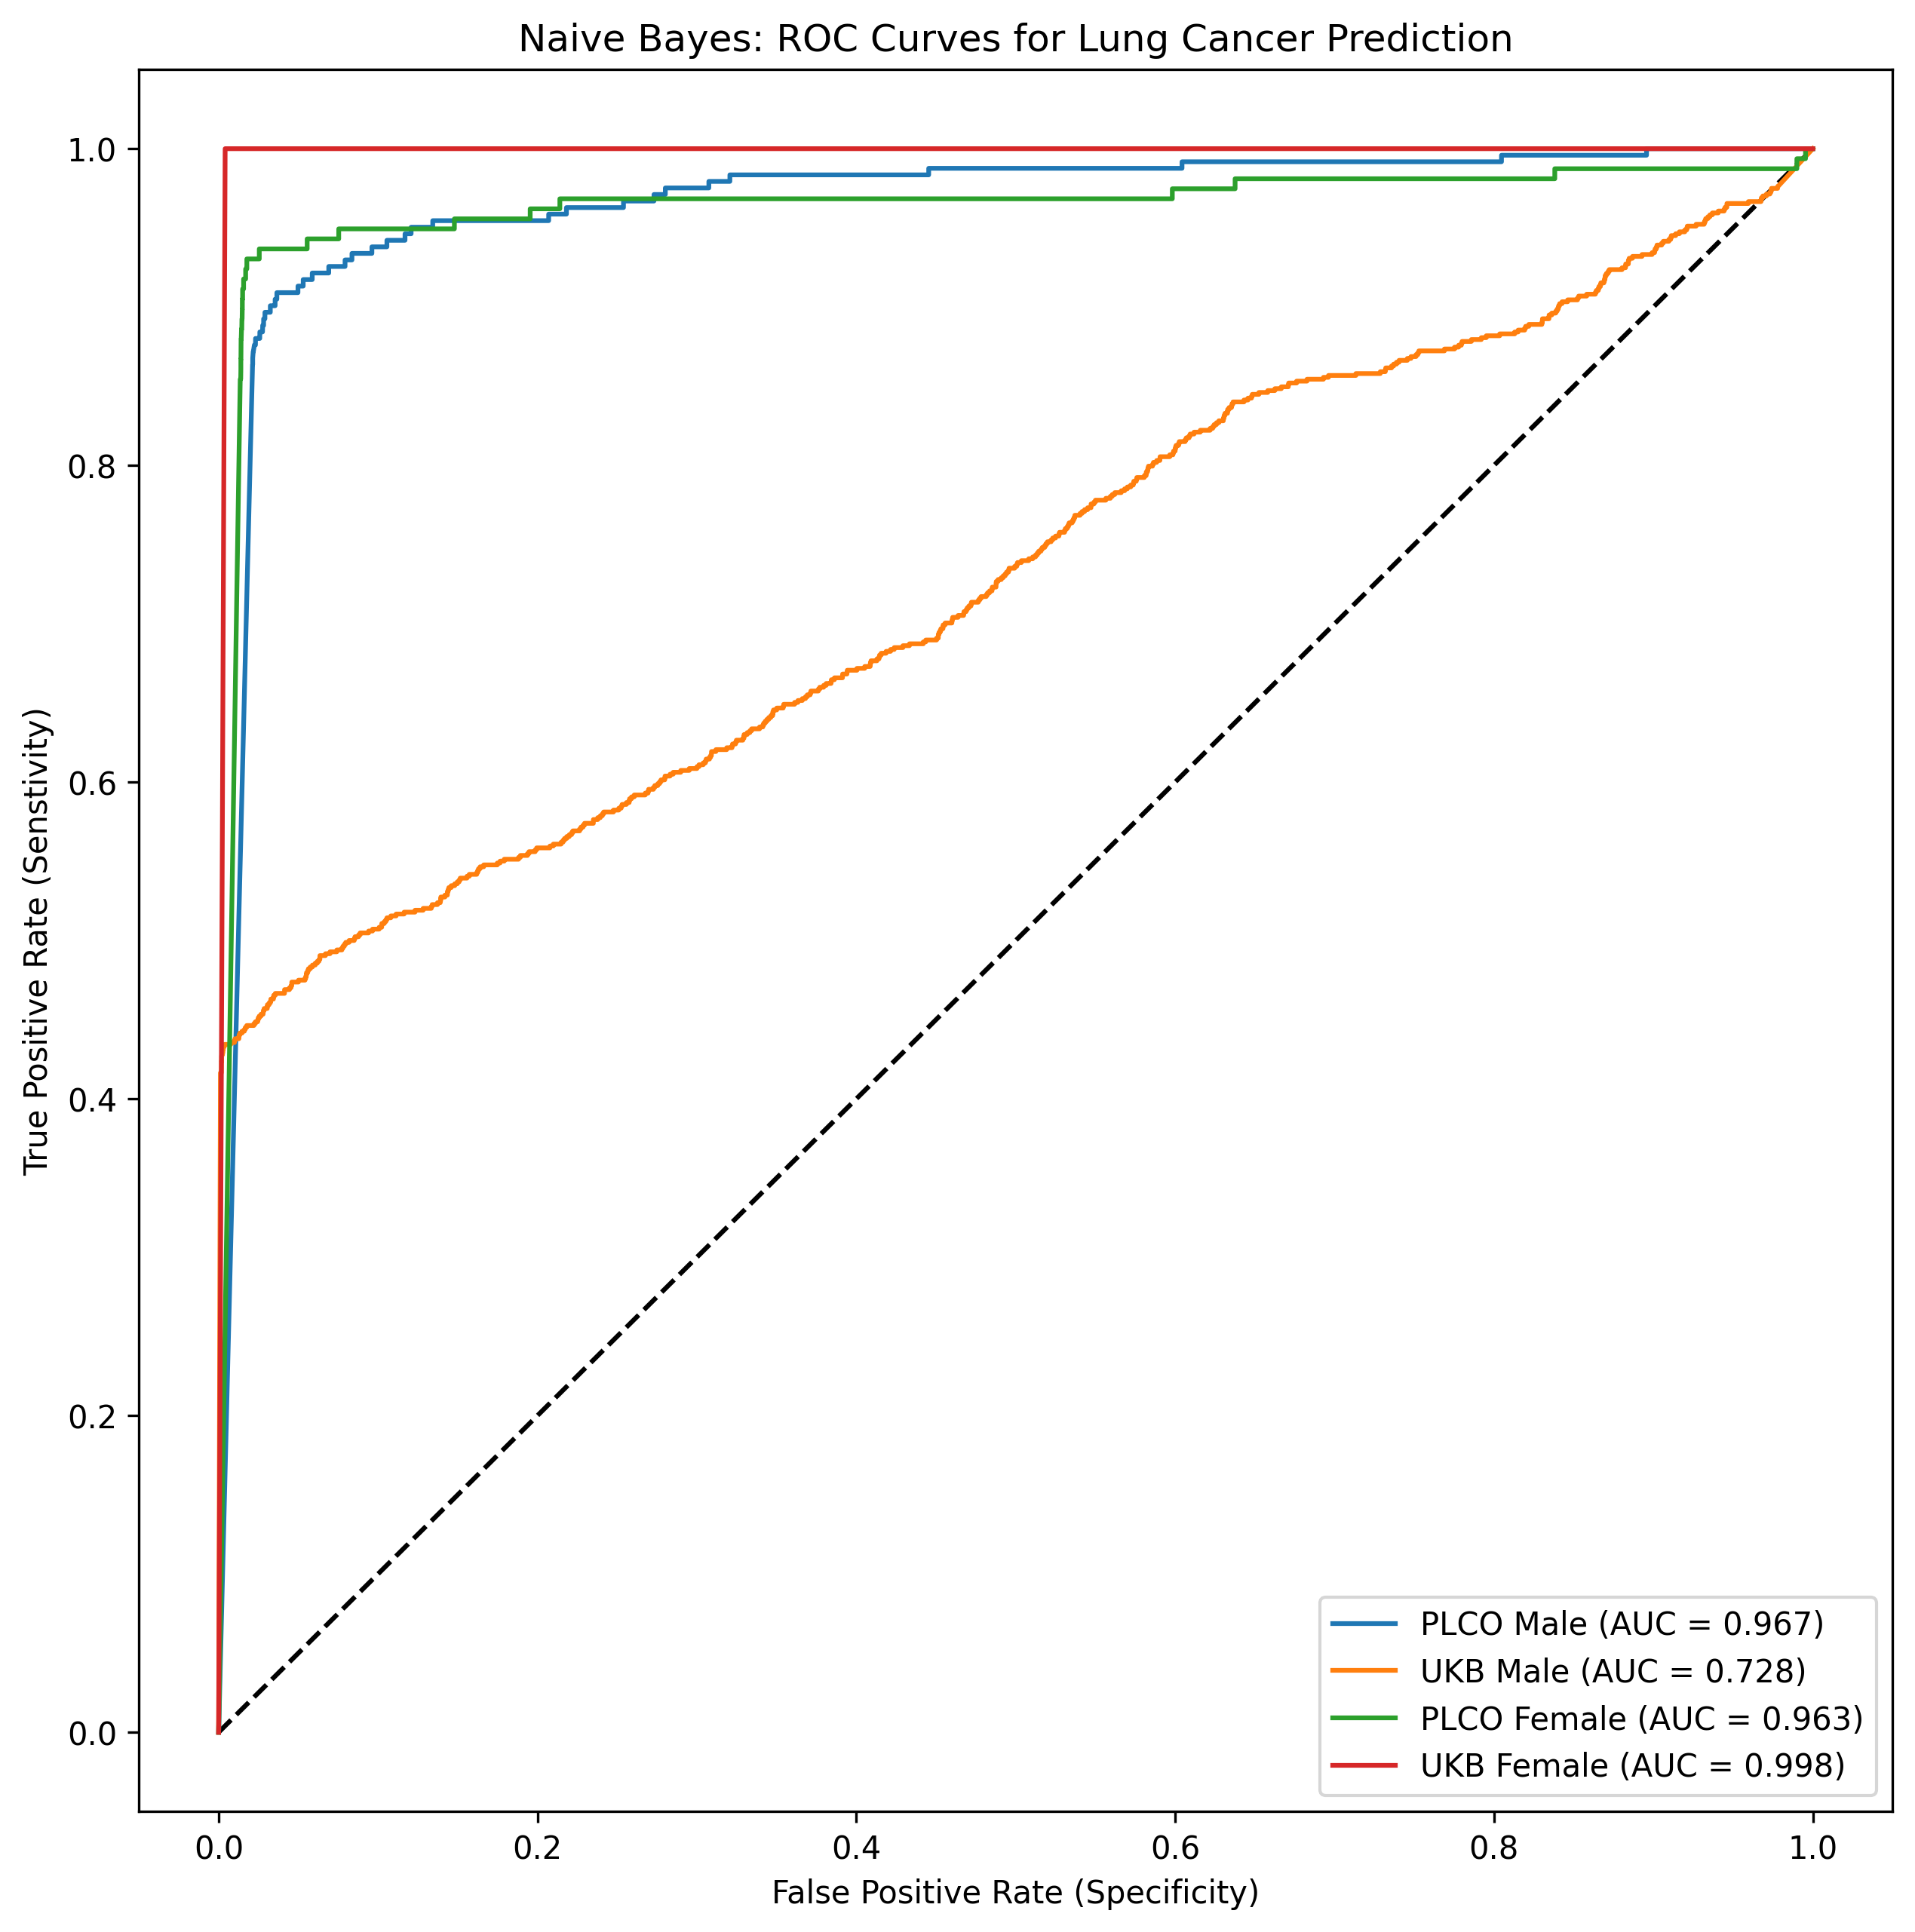 Naive Bayes: ROC Curves for Lung Cancer Prediction
1.0
0.8
0.6
0.4
0.2
0.0
True Positive Rate (Senstivity)
0.0 0.2 0.4 0.6 0.8 1.0
False Positive Rate (Specificity)
PLCO Male (AUC = 0.967)
UKB Male (AUC = 0.728)
PLCO Female (AUC = 0.963)
UKB Female (AUC = 0.998)